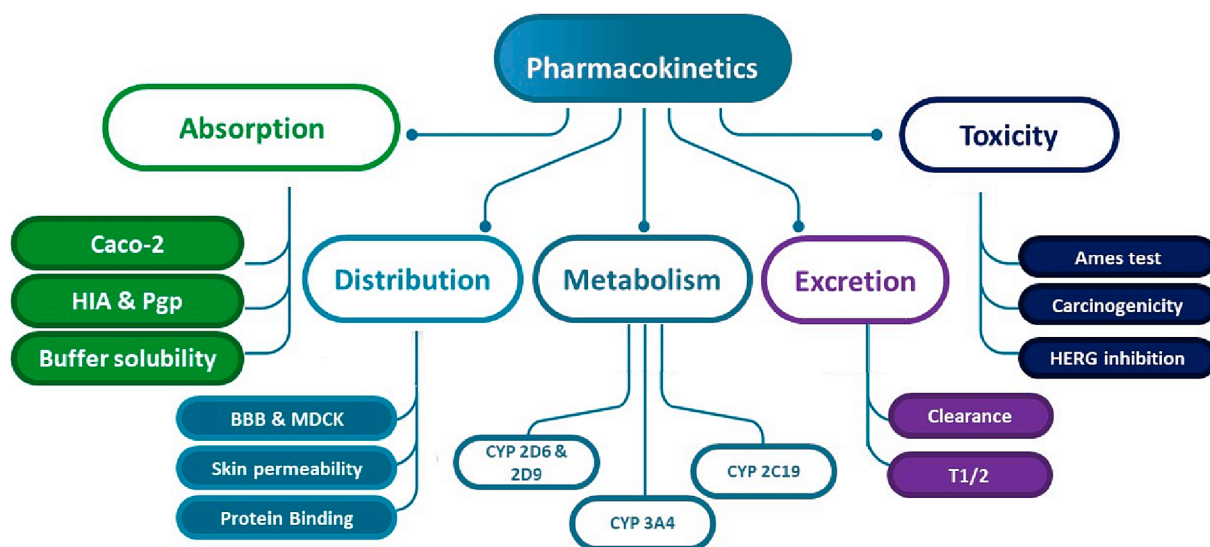 Pharmacokinetics
Absorption
Caco-2
HIA & Pgp
Buffer solubility
Distribution
BBB & MDCK
Skin permeability
Protein Binding
Metabolism
CYP 2D6 &
2D9
CYP 3A4
CYP 2C19
Excretion
Clearance
T1/2
Toxicity
Ames test
Carcinogenicity
HERG inhibition